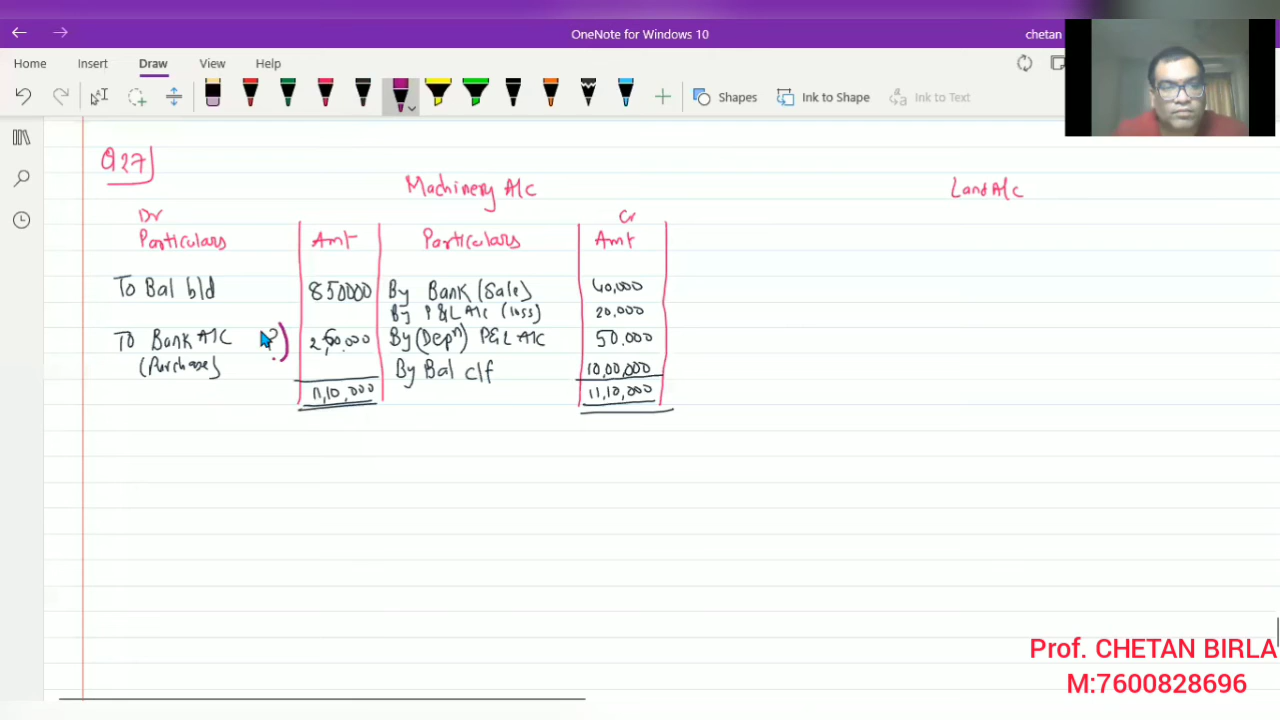 OneNote for Windows 10
chetan
Home Insert Draw View Help
Shapes Ink to Shape Ink to Text
Q27)
Machinery A/c
Land A/c
Dr Cr
Particulars Amt Particulars Amt
To Bal b/d 850000 By Bank (Sale) 40,000
By P&L A/c (loss) 20,000
To Bank A/c ?) 2,60,000 By (Depn) P&L A/c 50,000
(Purchase) By Bal c/f 10,00,000
11,10,000 11,10,000
Prof. CHETAN BIRLA
M:7600828696